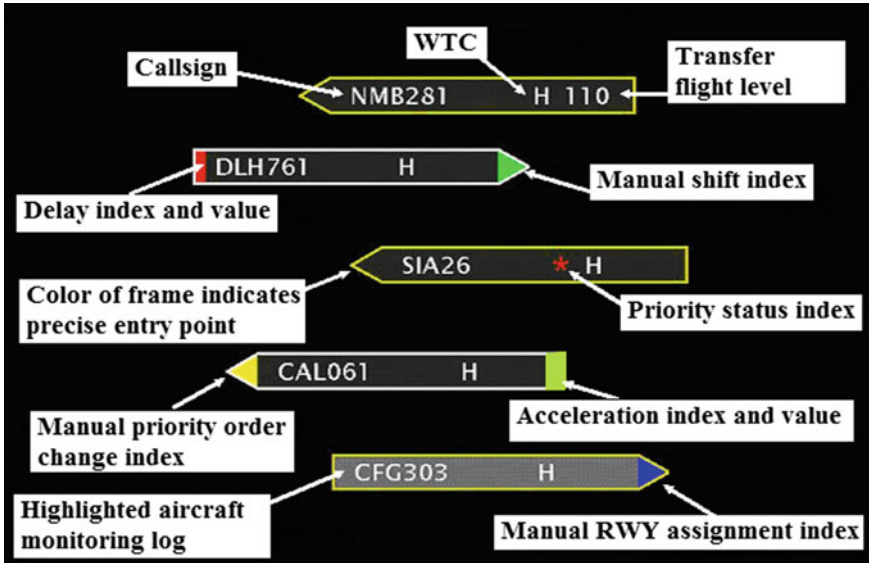 WTC
Callsign
Transfer
flight level
NMB281 H 110
DLH761 H
Manual shift index
Delay index and value
SIA26 * H
Color of frame indicates
precise entry point
Priority status index
CAL061 H
Manual priority order
change index
Acceleration index and value
CFG303 H
Highlighted aircraft
monitoring log
Manual RWY assignment index